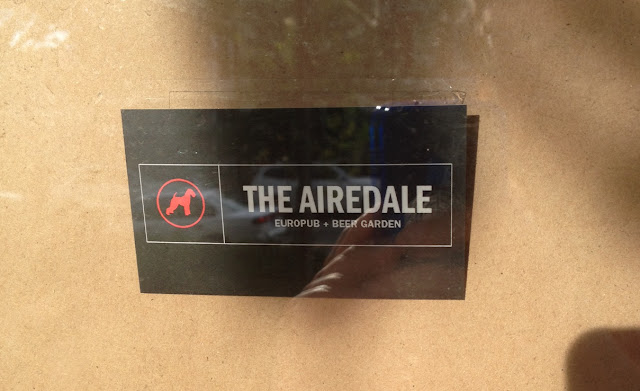 THE AIREDALE
EUROPUB + BEER GARDEN